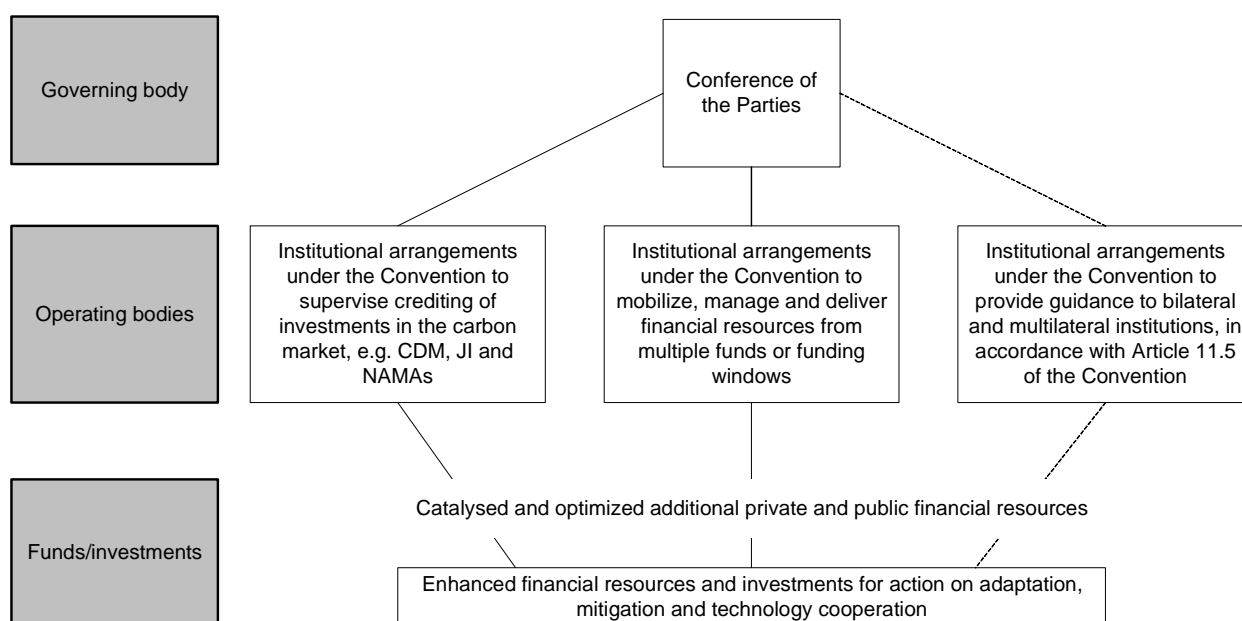 Governing body
Conference of
the Parties
Operating bodies
Institutional arrangements
under the Convention to
supervise crediting of
investments in the carbon
market, e.g. CDM, JI and
NAMAs
Institutional arrangements
under the Convention to
mobilize, manage and deliver
financial resources from
multiple funds or funding
windows
Institutional arrangements
under the Convention to
provide guidance to bilateral
and multilateral institutions, in
accordance with Article 11.5
of the Convention
Funds/investments
Catalysed and optimized additional private and public financial resources
Enhanced financial resources and investments for action on adaptation,
mitigation and technology cooperation